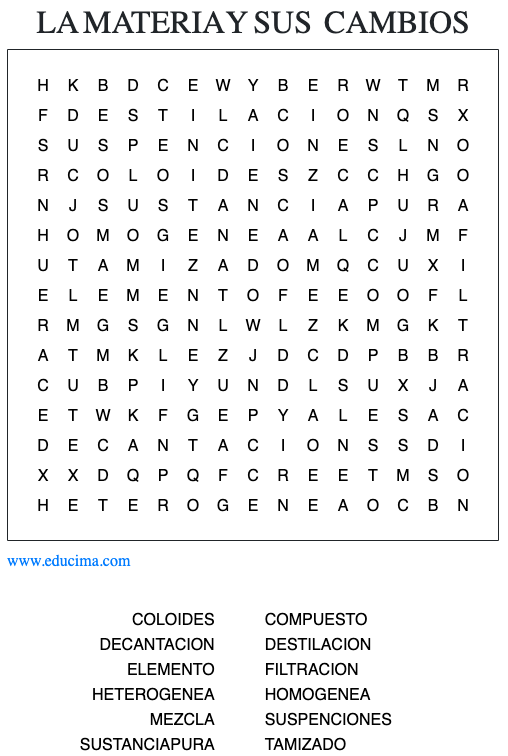 LA MATERIA Y SUS CAMBIOS
H K B D C E W Y B E R W T M R
F D E S T I L A C I O N Q S X
S U S P E N C I O N E S L N O
R C O L O I D E S Z C C H G O
N J S U S T A N C I A P U R A
H O M O G E N E A A L C J M F
U T A M I Z A D O M Q C U X I
E L E M E N T O F E E O O F L
R M G S G N L W L Z K M G K T
A T M K L E Z J D C D P B B R
C U B P I Y U N D L S U X J A
E T W K F G E P Y A L E S A C
D E C A N T A C I O N S S D I
X X D Q P Q F C R E E T M S O
H E T E R O G E N E A O C B N
www.educima.com
COLOIDES COMPUESTO
DECANTACION DESTILACION
ELEMENTO FILTRACION
HETEROGENEA HOMOGENEA
MEZCLA SUSPENCIONES
SUSTANCIAPURA TAMIZADO